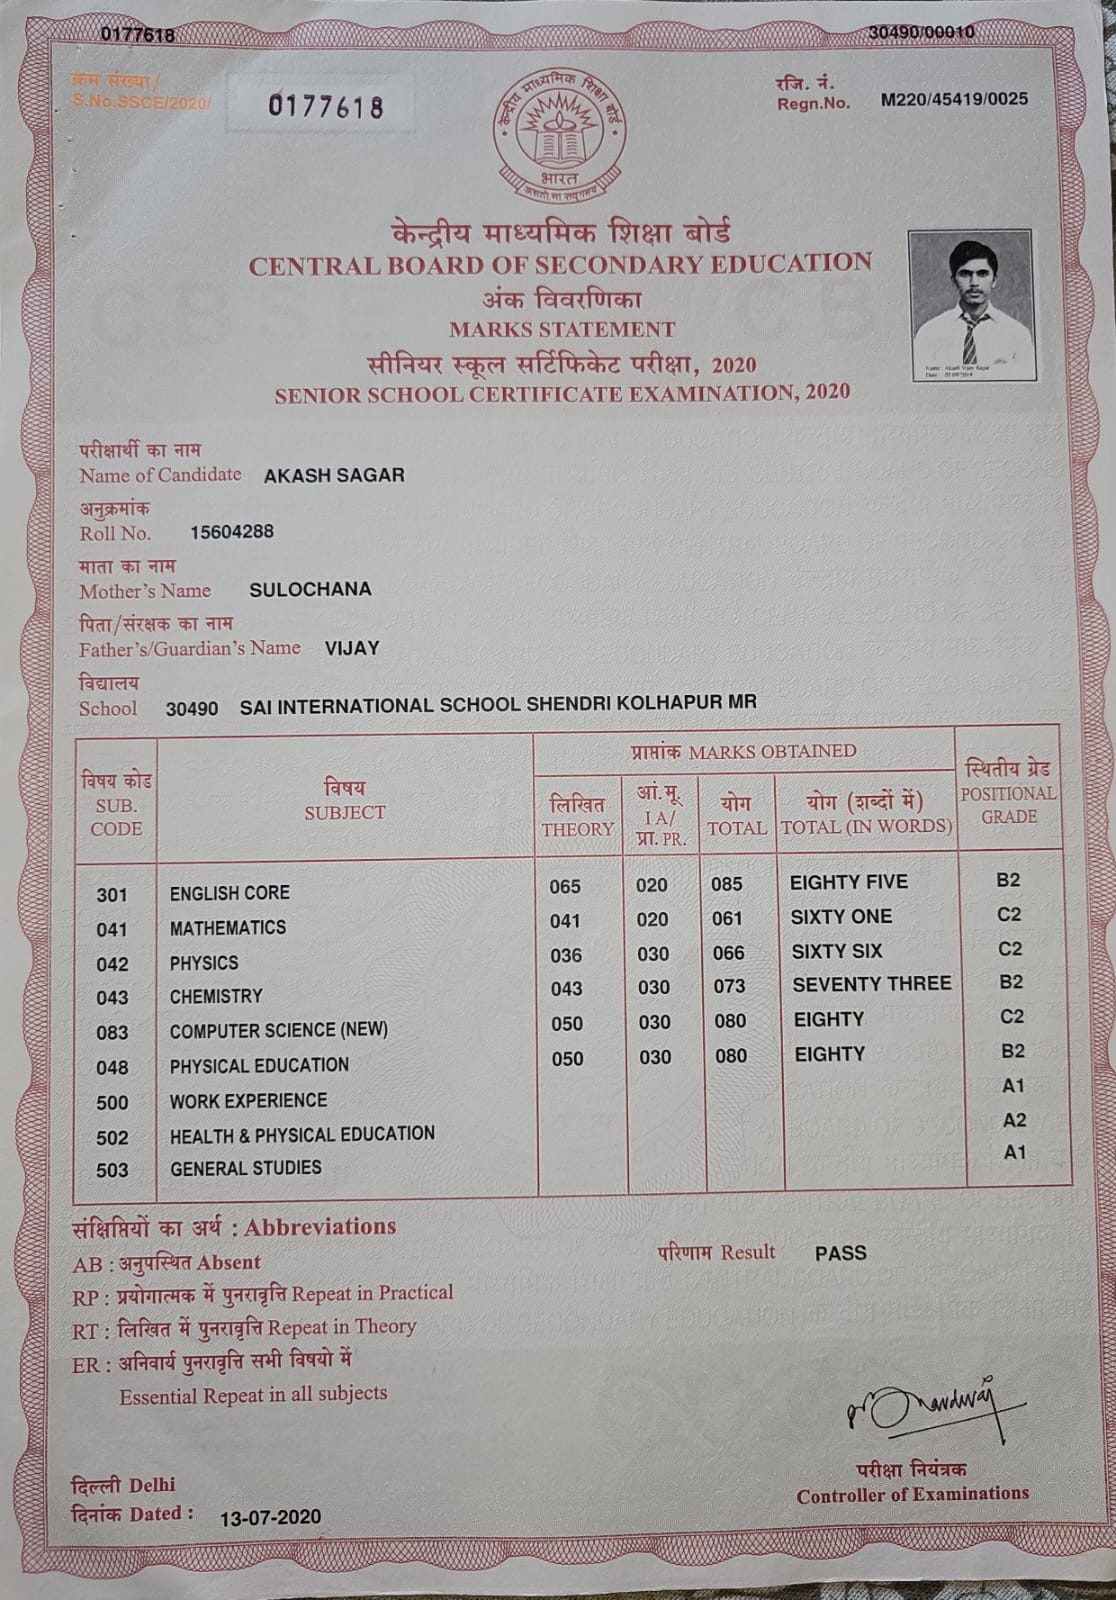 0177618
30490/00010
क्रम संख्या/
S.No.SSCE/2020/
0177618
रजि. नं.
Regn.No. M220/45419/0025
केन्द्रीय माध्यमिक शिक्षा बोर्ड
भारत
असतो मा सद्गमय
केन्द्रीय माध्यमिक शिक्षा बोर्ड
CENTRAL BOARD OF SECONDARY EDUCATION
अंक विवरणिका
MARKS STATEMENT
सीनियर स्कूल सर्टिफिकेट परीक्षा, 2020
SENIOR SCHOOL CERTIFICATE EXAMINATION, 2020
परीक्षार्थी का नाम
Name of Candidate AKASH SAGAR
अनुक्रमांक
Roll No. 15604288
माता का नाम
Mother's Name SULOCHANA
पिता/संरक्षक का नाम
Father's/Guardian's Name VIJAY
विद्यालय
School 30490 SAI INTERNATIONAL SCHOOL SHENDRI KOLHAPUR MR
विषय कोड
SUB.
CODE
विषय
SUBJECT
प्राप्तांक MARKS OBTAINED
लिखित
THEORY
आं.मू.
I A/
प्रा. PR.
योग
TOTAL
योग (शब्दों में)
TOTAL (IN WORDS)
स्थितीय ग्रेड
POSITIONAL
GRADE
301 ENGLISH CORE 065 020 085 EIGHTY FIVE B2
041 MATHEMATICS 041 020 061 SIXTY ONE C2
042 PHYSICS 036 030 066 SIXTY SIX C2
043 CHEMISTRY 043 030 073 SEVENTY THREE B2
083 COMPUTER SCIENCE (NEW) 050 030 080 EIGHTY C2
048 PHYSICAL EDUCATION 050 030 080 EIGHTY B2
500 WORK EXPERIENCE A1
502 HEALTH & PHYSICAL EDUCATION A2
503 GENERAL STUDIES A1
संक्षिप्तियों का अर्थ : Abbreviations
AB : अनुपस्थित Absent
परिणाम Result PASS
RP : प्रयोगात्मक में पुनरावृत्ति Repeat in Practical
RT : लिखित में पुनरावृत्ति Repeat in Theory
ER : अनिवार्य पुनरावृत्ति सभी विषयो में
Essential Repeat in all subjects
दिल्ली Delhi
दिनांक Dated : 13-07-2020
परीक्षा नियंत्रक
Controller of Examinations